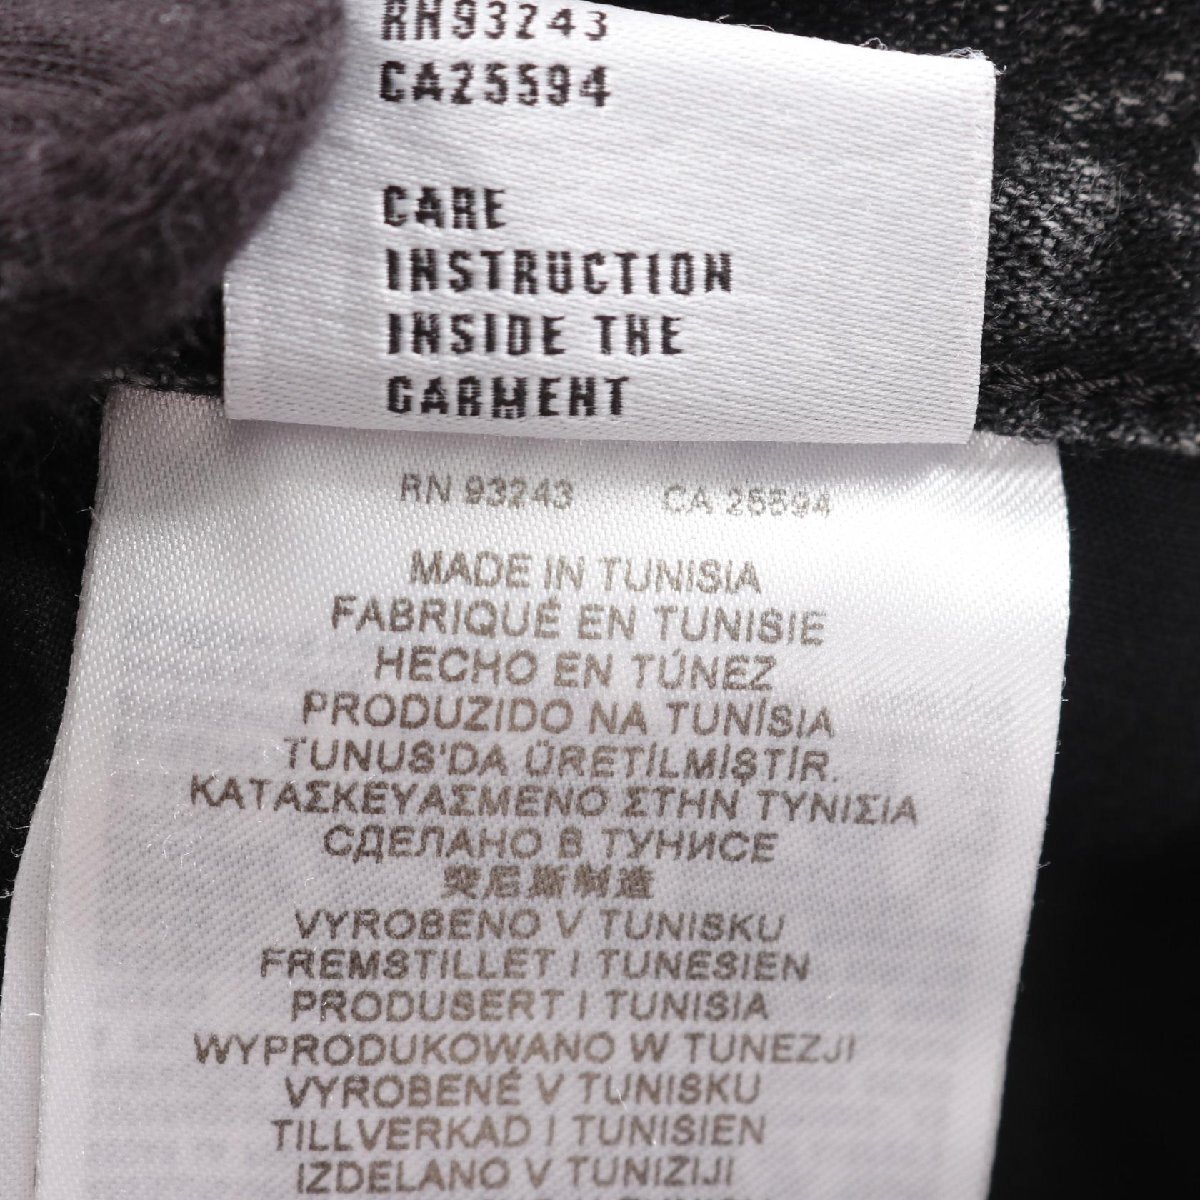 RN93243
CA25594
CARE
INSTRUCTION
INSIDE THE
GARMENT
RN 93243 CA 25594
MADE IN TUNISIA
FABRIQUÉ EN TUNISIE
HECHO EN TÚNEZ
PRODUZIDO NA TUNÍSIA
TUNUS'DA ÜRETİLMİŞTİR.
ΚΑΤΑΣΚΕΥΑΣΜΕΝΟ ΣΤΗΝ ΤΥΝΙΣΙΑ
СДЕЛАНО В ТУНИСЕ
突尼斯制造
VYROBENO V TUNISKU
FREMSTILLET I TUNESIEN
PRODUSERT I TUNISIA
WYPRODUKOWANO W TUNEZJI
VYROBENÉ V TUNISKU
TILLVERKAD I TUNISIEN
IZDELANO V TUNIZIJI